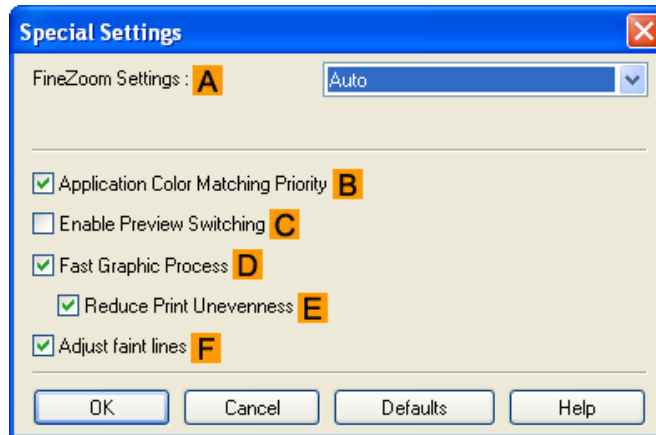 Special Settings
FineZoom Settings : A Auto
Application Color Matching Priority B
Enable Preview Switching C
Fast Graphic Process D
Reduce Print Unevenness E
Adjust faint lines F
OK Cancel Defaults Help